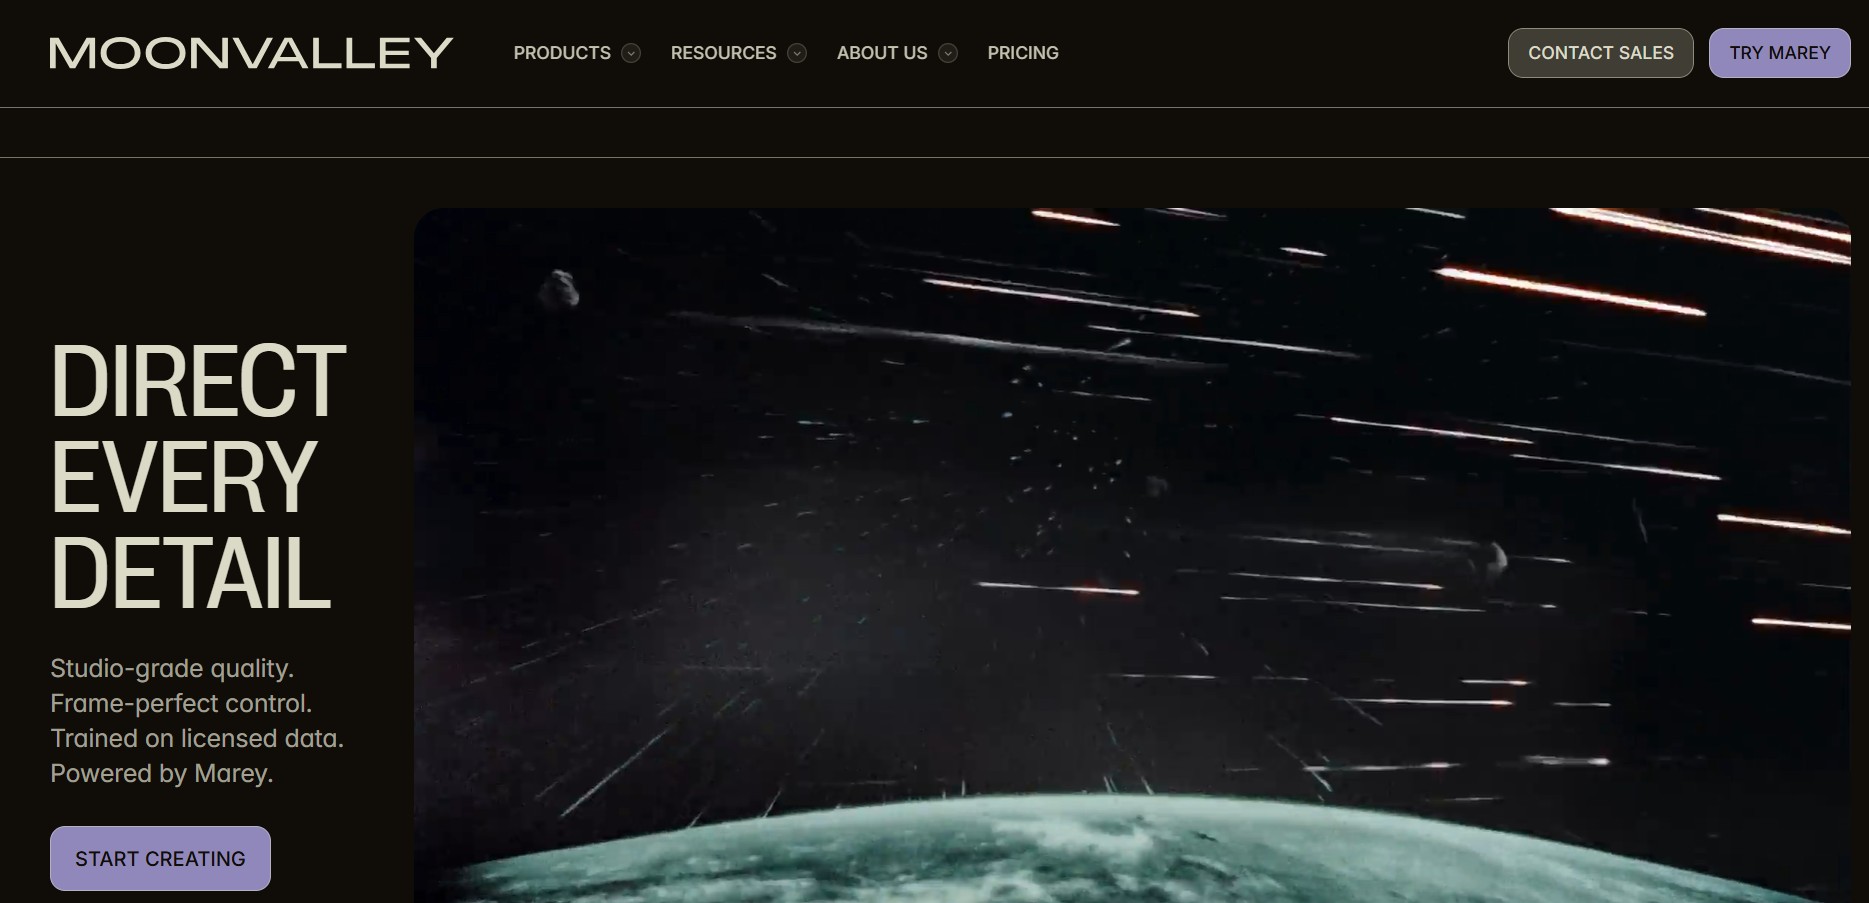 MOONVALLEY
PRODUCTS
RESOURCES
ABOUT US
PRICING
CONTACT SALES
TRY MAREY
DIRECT
EVERY
DETAIL
Studio-grade quality.
Frame-perfect control.
Trained on licensed data.
Powered by Marey.
START CREATING